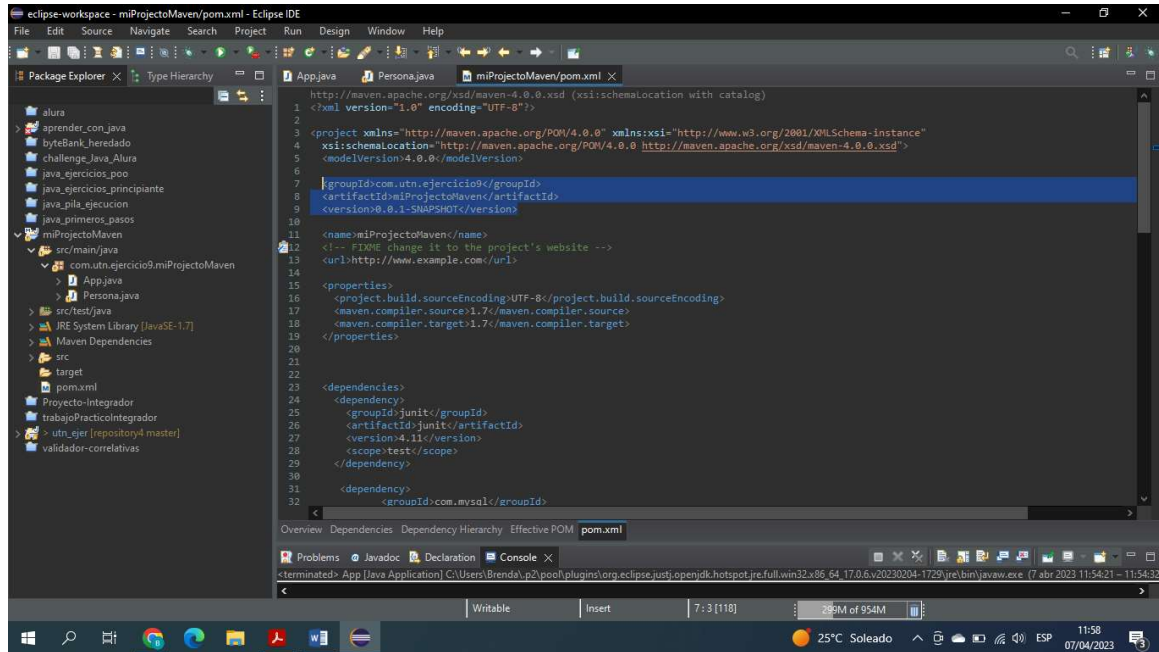 eclipse-workspace - miProjectoMaven/pom.xml - Eclipse IDE
File Edit Source Navigate Search Project Run Design Window Help
Package Explorer
Type Hierarchy
alura
aprender_con_java
byteBank_heredado
challenge_Java_Alura
java_ejercicios_poo
java_ejercicios_principiante
java_pila_ejecucion
java_primeros_pasos
miProjectoMaven
src/main/java
com.utn.ejercicio9.miProjectoMaven
App.java
Persona.java
src/test/java
JRE System Library [JavaSE-1.7]
Maven Dependencies
src
target
pom.xml
Proyecto-Integrador
trabajoPracticoIntegrador
> utn_ejer [repository4 master]
validador-correlativas
App.java Persona.java miProjectoMaven/pom.xml
http://maven.apache.org/xsd/maven-4.0.0.xsd (xsi:schemaLocation with catalog)
1 <?xml version="1.0" encoding="UTF-8"?>
2
3 <project xmlns="http://maven.apache.org/POM/4.0.0" xmlns:xsi="http://www.w3.org/2001/XMLSchema-instance"
4 xsi:schemaLocation="http://maven.apache.org/POM/4.0.0 http://maven.apache.org/xsd/maven-4.0.0.xsd">
5 <modelVersion>4.0.0</modelVersion>
6
7 <groupId>com.utn.ejercicio9</groupId>
8 <artifactId>miProjectoMaven</artifactId>
9 <version>0.0.1-SNAPSHOT</version>
10
11 <name>miProjectoMaven</name>
12 <!-- FIXME change it to the project's website -->
13 <url>http://www.example.com</url>
14
15 <properties>
16 <project.build.sourceEncoding>UTF-8</project.build.sourceEncoding>
17 <maven.compiler.source>1.7</maven.compiler.source>
18 <maven.compiler.target>1.7</maven.compiler.target>
19 </properties>
20
21
22
23 <dependencies>
24 <dependency>
25 <groupId>junit</groupId>
26 <artifactId>junit</artifactId>
27 <version>4.11</version>
28 <scope>test</scope>
29 </dependency>
30
31 <dependency>
32 <groupId>com.mysql</groupId>
Overview Dependencies Dependency Hierarchy Effective POM pom.xml
Problems Javadoc Declaration Console
<terminated> App [Java Application] C:\Users\Brenda\.p2\pool\plugins\org.eclipse.justj.openjdk.hotspot.jre.full.win32.x86_64_17.0.6.v20230204-1729\jre\bin\javaw.exe (7 abr 2023 11:54:21 – 11:54:32
Writable Insert 7 : 3 [118] 299M of 954M
25°C Soleado ESP 11:58
07/04/2023
3